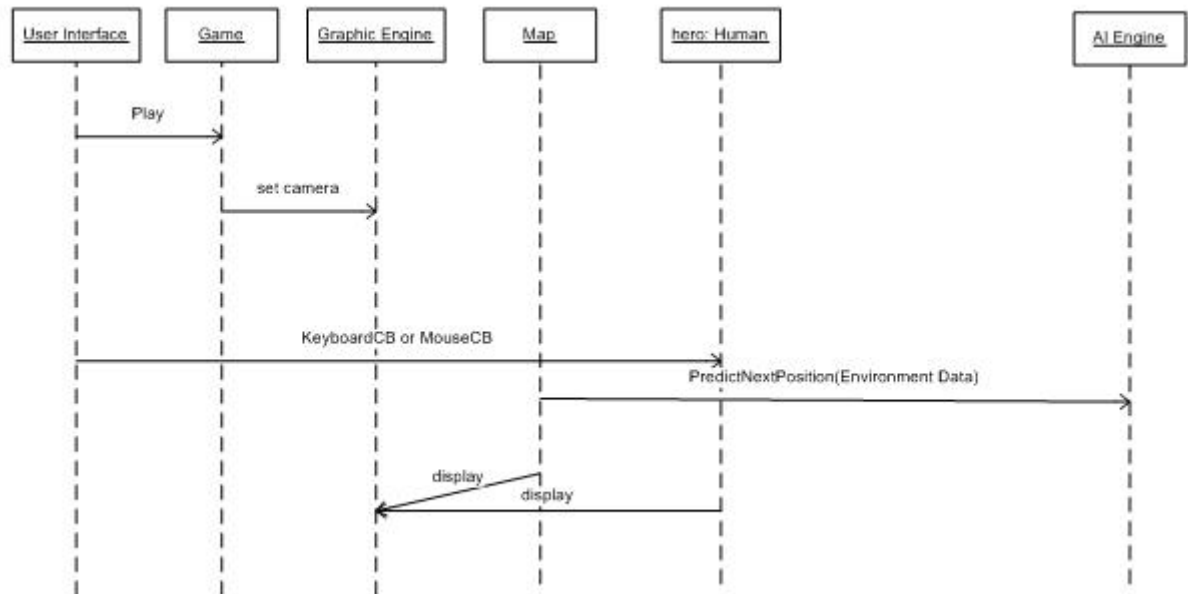 User Interface
Game
Graphic Engine
Map
hero: Human
AI Engine
Play
set camera
KeyboardCB or MouseCB
PredictNextPosition(Environment Data)
display
display